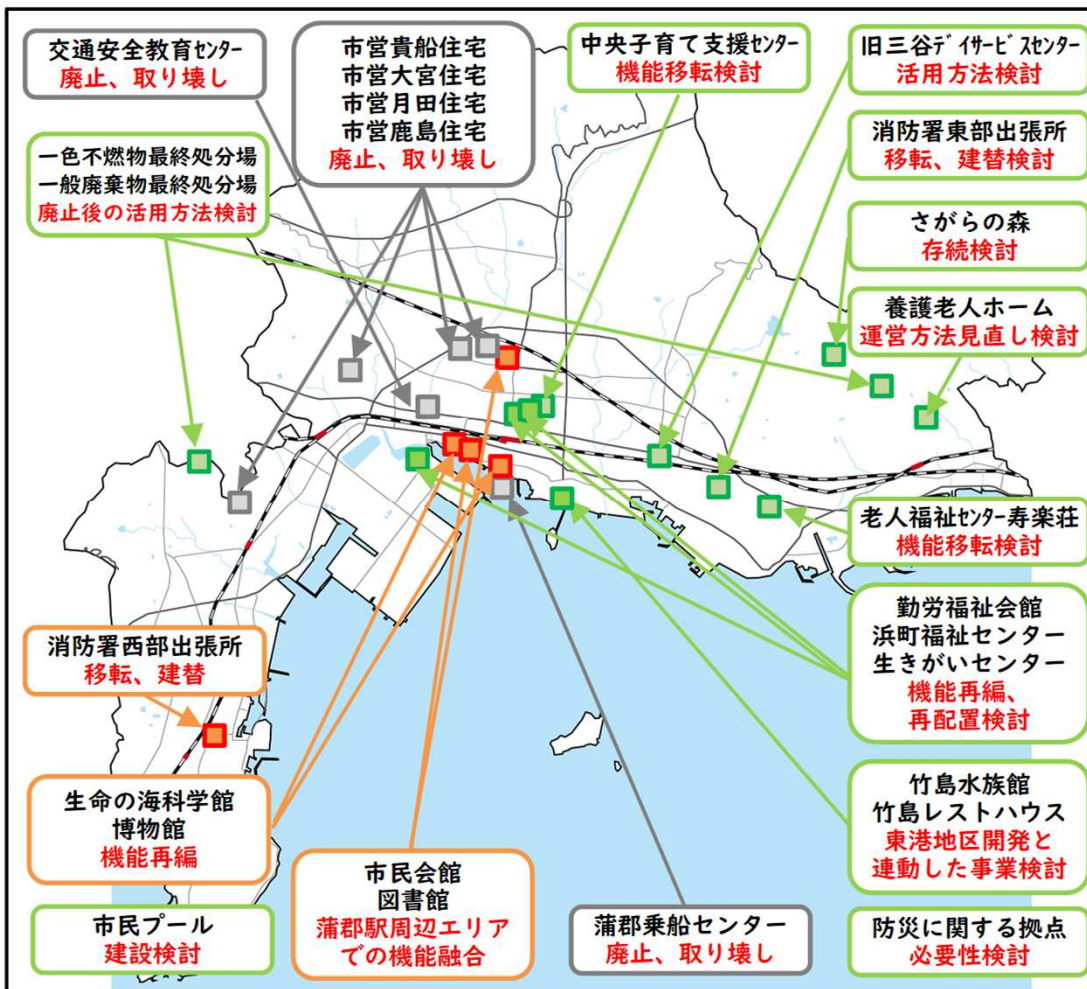 交通安全教育ｾﾝﾀｰ
廃止、取り壊し
市営貴船住宅
市営大宮住宅
市営月田住宅
市営鹿島住宅
廃止、取り壊し
中央子育て支援ｾﾝﾀｰ
機能移転検討
旧三谷ﾃﾞｲｻｰﾋﾞｽセンター
活用方法検討
一色不燃物最終処分場
一般廃棄物最終処分場
廃止後の活用方法検討
消防署東部出張所
移転、建替検討
さがらの森
存続検討
養護老人ホーム
運営方法見直し検討
老人福祉ｾﾝﾀｰ寿楽荘
機能移転検討
勤労福祉会館
浜町福祉センター
生きがいセンター
機能再編、
再配置検討
消防署西部出張所
移転、建替
生命の海科学館
博物館
機能再編
市民会館
図書館
蒲郡駅周辺エリア
での機能融合
竹島水族館
竹島レストハウス
東港地区開発と
連動した事業検討
市民プール
建設検討
蒲郡乗船センター
廃止、取り壊し
防災に関する拠点
必要性検討